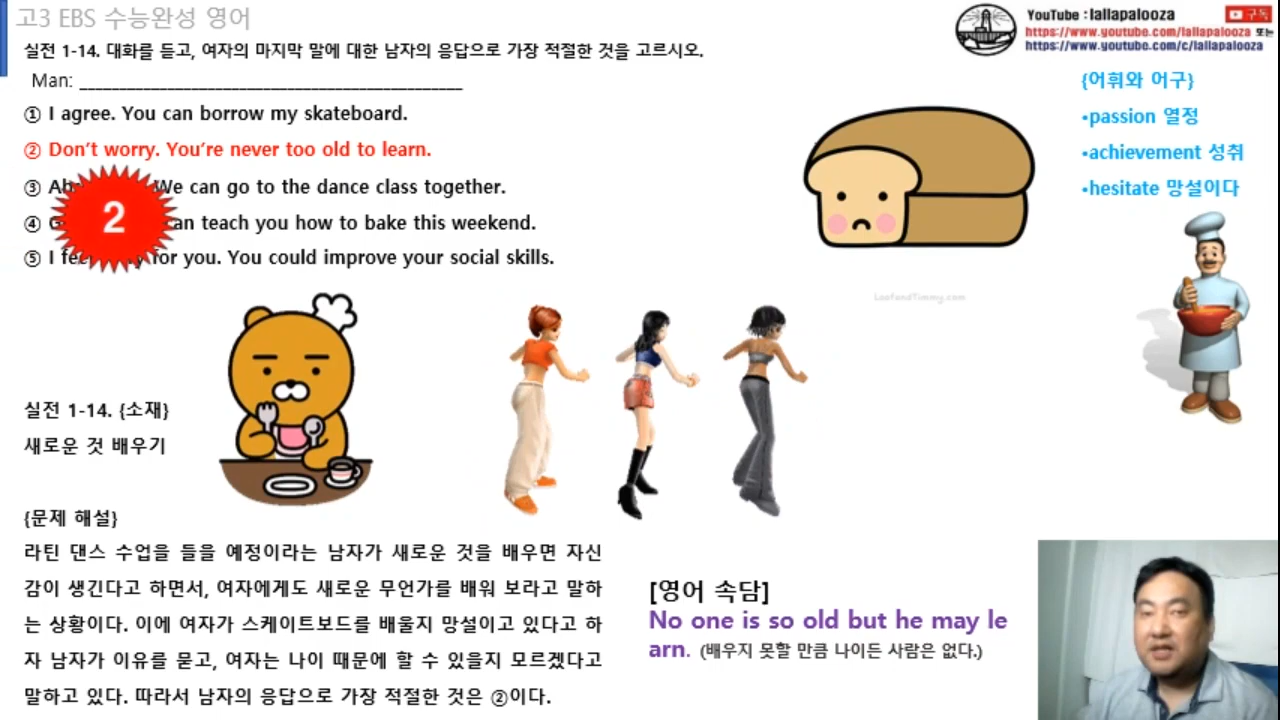 고3 EBS 수능완성 영어
YouTube : lallapalooza
구독
https://www.youtube.com/lallapalooza 또는
https://www.youtube.com/c/lallapalooza
실전 1-14. 대화를 듣고, 여자의 마지막 말에 대한 남자의 응답으로 가장 적절한 것을 고르시오.
Man: ________________________________________________
① I agree. You can borrow my skateboard.
② Don’t worry. You’re never too old to learn.
③ We can go to the dance class together.
④ can teach you how to bake this weekend.
⑤ I for you. You could improve your social skills.
2
{어휘와 어구}
•passion 열정
•achievement 성취
•hesitate 망설이다
LoafandTimmy.com
실전 1-14. {소재}
새로운 것 배우기
{문제 해설}
라틴 댄스 수업을 들을 예정이라는 남자가 새로운 것을 배우면 자신
감이 생긴다고 하면서, 여자에게도 새로운 무언가를 배워 보라고 말하
는 상황이다. 이에 여자가 스케이트보드를 배울지 망설이고 있다고 하
자 남자가 이유를 묻고, 여자는 나이 때문에 할 수 있을지 모르겠다고
말하고 있다. 따라서 남자의 응답으로 가장 적절한 것은 ②이다.
[영어 속담]
No one is so old but he may le
arn. (배우지 못할 만큼 나이든 사람은 없다.)